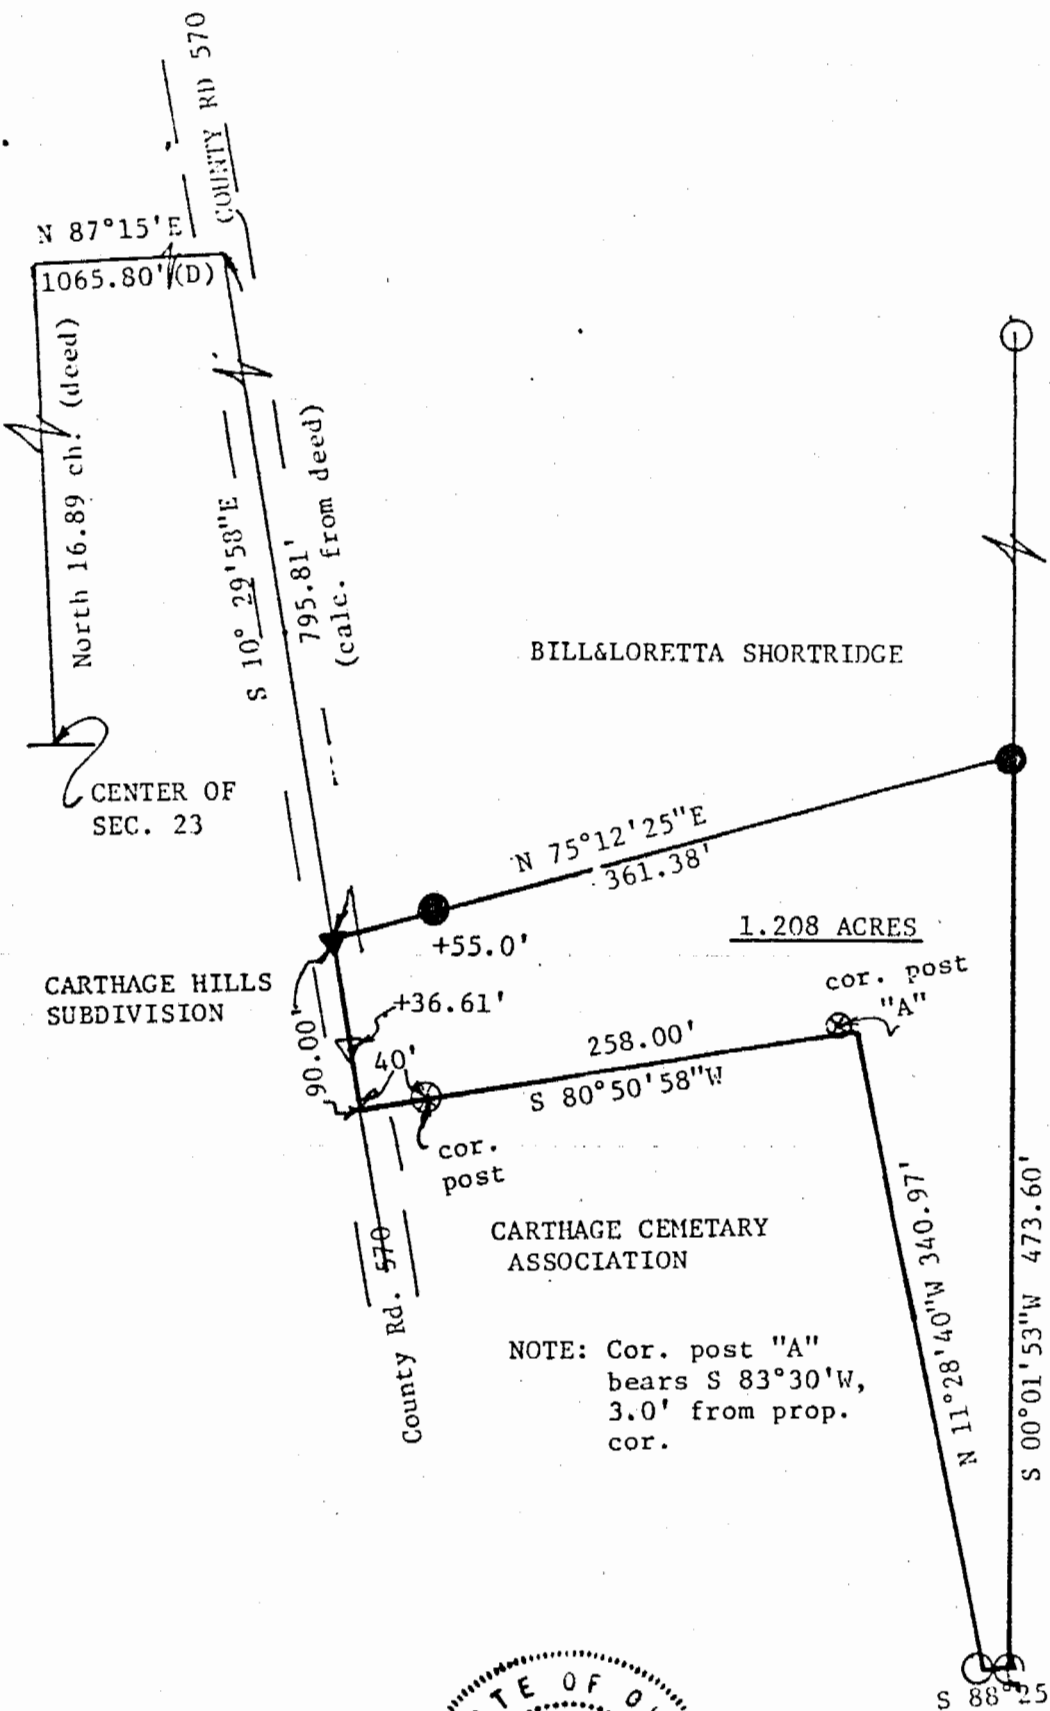 COUNTY RD 570
N 87°15'E
1065.80'(D)
North 16.89 ch. (deed)
S 10° 29'58"E
795.81'
(calc. from deed)
BILL&LORETTA SHORTRIDGE
CENTER OF
SEC. 23
N 75°12'25"E
361.38'
+55.0'
1.208 ACRES
CARTHAGE HILLS
SUBDIVISION
cor. post
"A"
+36.61'
90.00'
40'
258.00'
S 80°50'58"W
cor.
post
CARTHAGE CEMETARY
ASSOCIATION
County Rd. 570
N 11°28'40"W 340.97'
S 00°01'53"W 473.60'
NOTE: Cor. post "A"
bears S 83°30'W,
3.0' from prop.
cor.
TE OF O
S 88°25